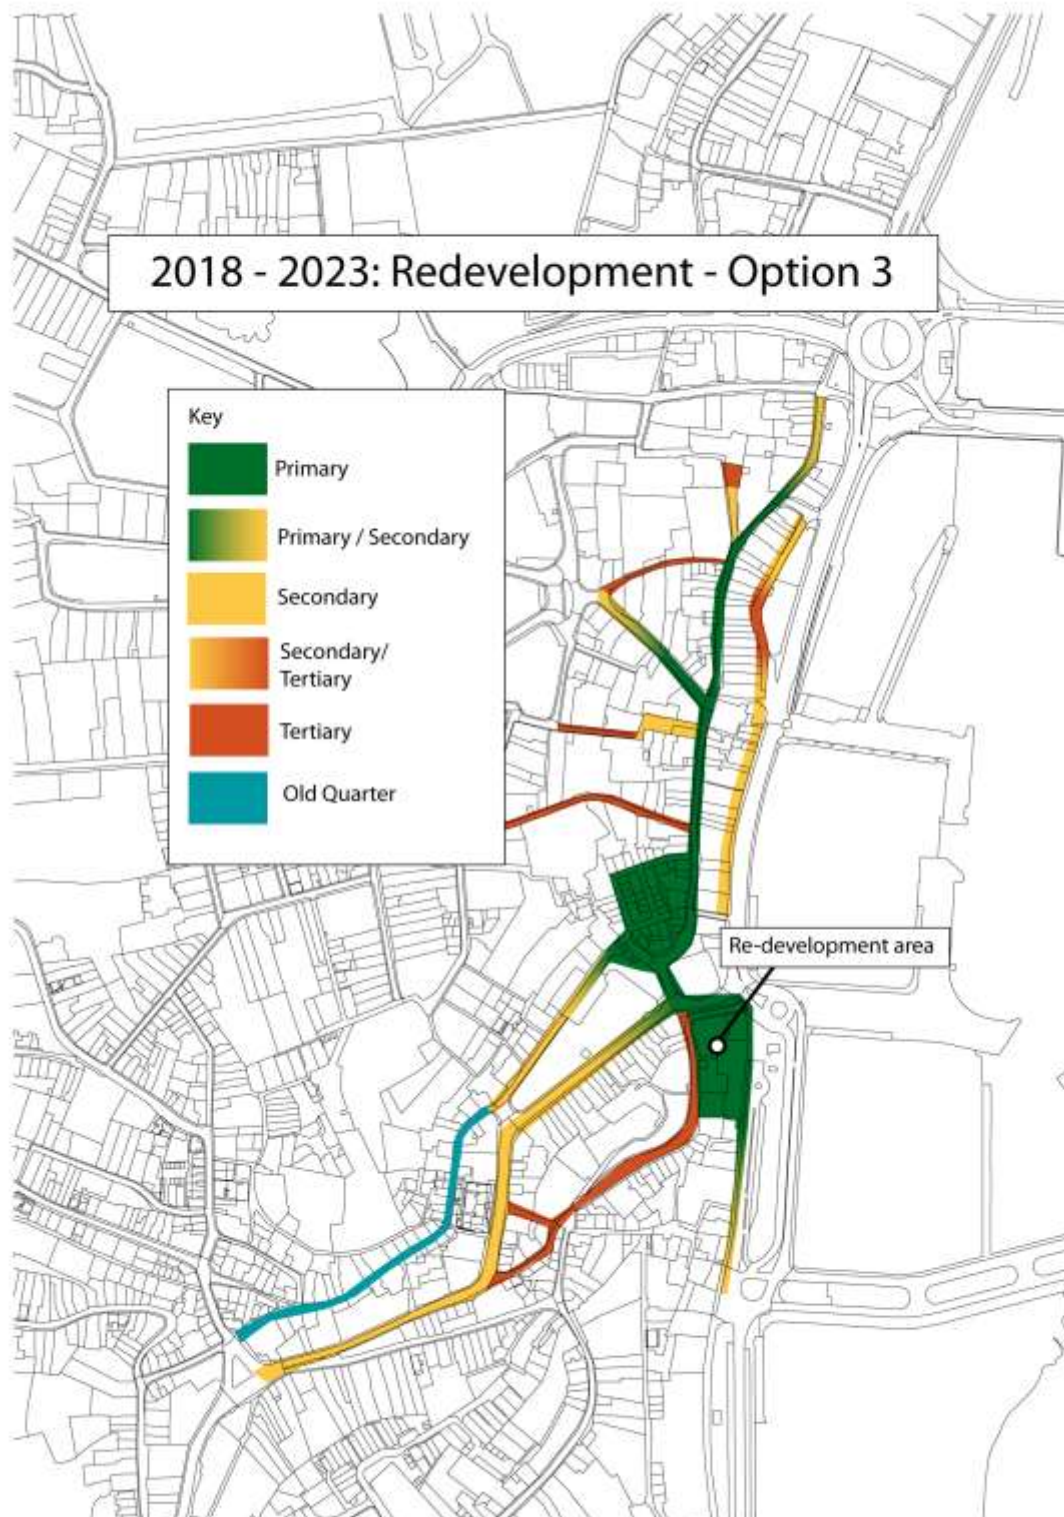 2018 - 2023: Redevelopment - Option 3
Key
Primary
Primary / Secondary
Secondary
Secondary/
Tertiary
Tertiary
Old Quarter
Re-development area